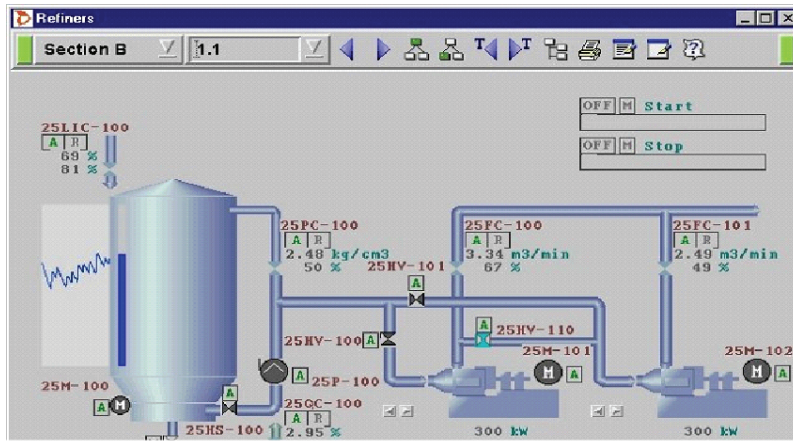 Refiners
Section B
1.1
T T
OFF M Start
OFF M Stop
25LIC-100
A R
69 %
81 %
25PC-100
A R
2.48 kg/cm3
50 %
25FC-100
A R
3.34 m3/min
67 %
25FC-101
A R
2.49 m3/min
49 %
25HV-101
A
25HV-100 A
A 25HV-110
25M-101
M A
25M-102
M A
A 25P-100
25M-100
A M
A
25QC-100
A R
2.95 %
25HS-100
300 kW
300 kW